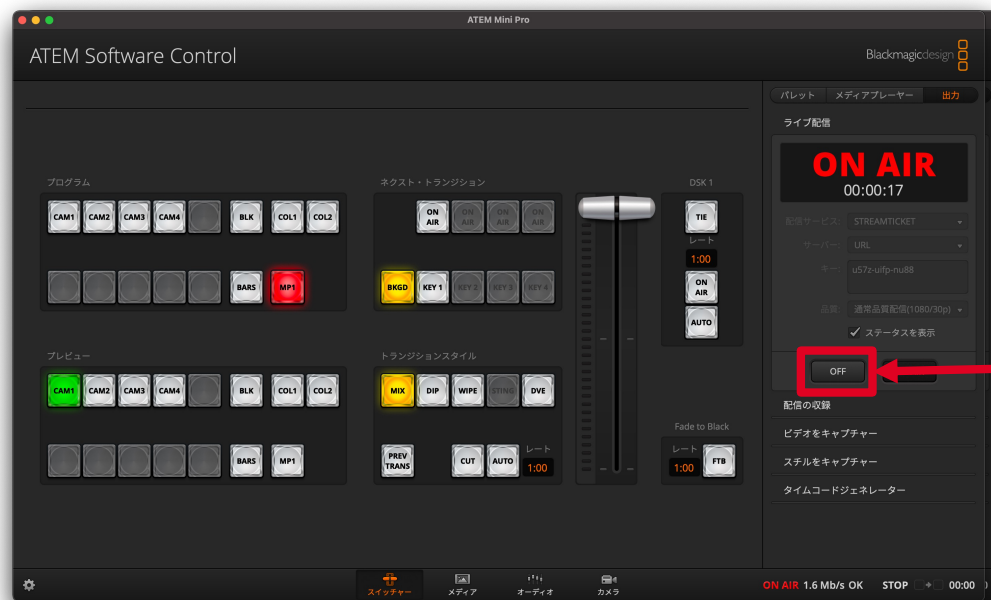 ATEM Mini Pro
ATEM Software Control
Blackmagicdesign
パレット メディアプレーヤー 出力
ライブ配信
ON AIR
00:00:17
配信サービス: STREAMTICKET
サーバー: URL
キー: u57z-uifp-nu88
品質: 通常品質配信(1080/30p)
ステータスを表示
OFF
配信の収録
ビデオをキャプチャー
スチルをキャプチャー
タイムコードジェネレーター
プログラム
CAM1 CAM2 CAM3 CAM4 BLK COL1 COL2
BARS MP1
ネクスト・トランジション
ON AIR ON AIR ON AIR ON AIR
BKGD KEY 1 KEY 2 KEY 3 KEY 4
DSK 1
TIE
レート
1:00
ON AIR
AUTO
プレビュー
CAM1 CAM2 CAM3 CAM4 BLK COL1 COL2
BARS MP1
トランジションスタイル
MIX DIP WIPE STING DVE
PREV TRANS CUT AUTO レート 1:00
Fade to Black
レート
1:00 FTB
スイッチャー メディア オーディオ カメラ
ON AIR 1.6 Mb/s OK STOP 00:00